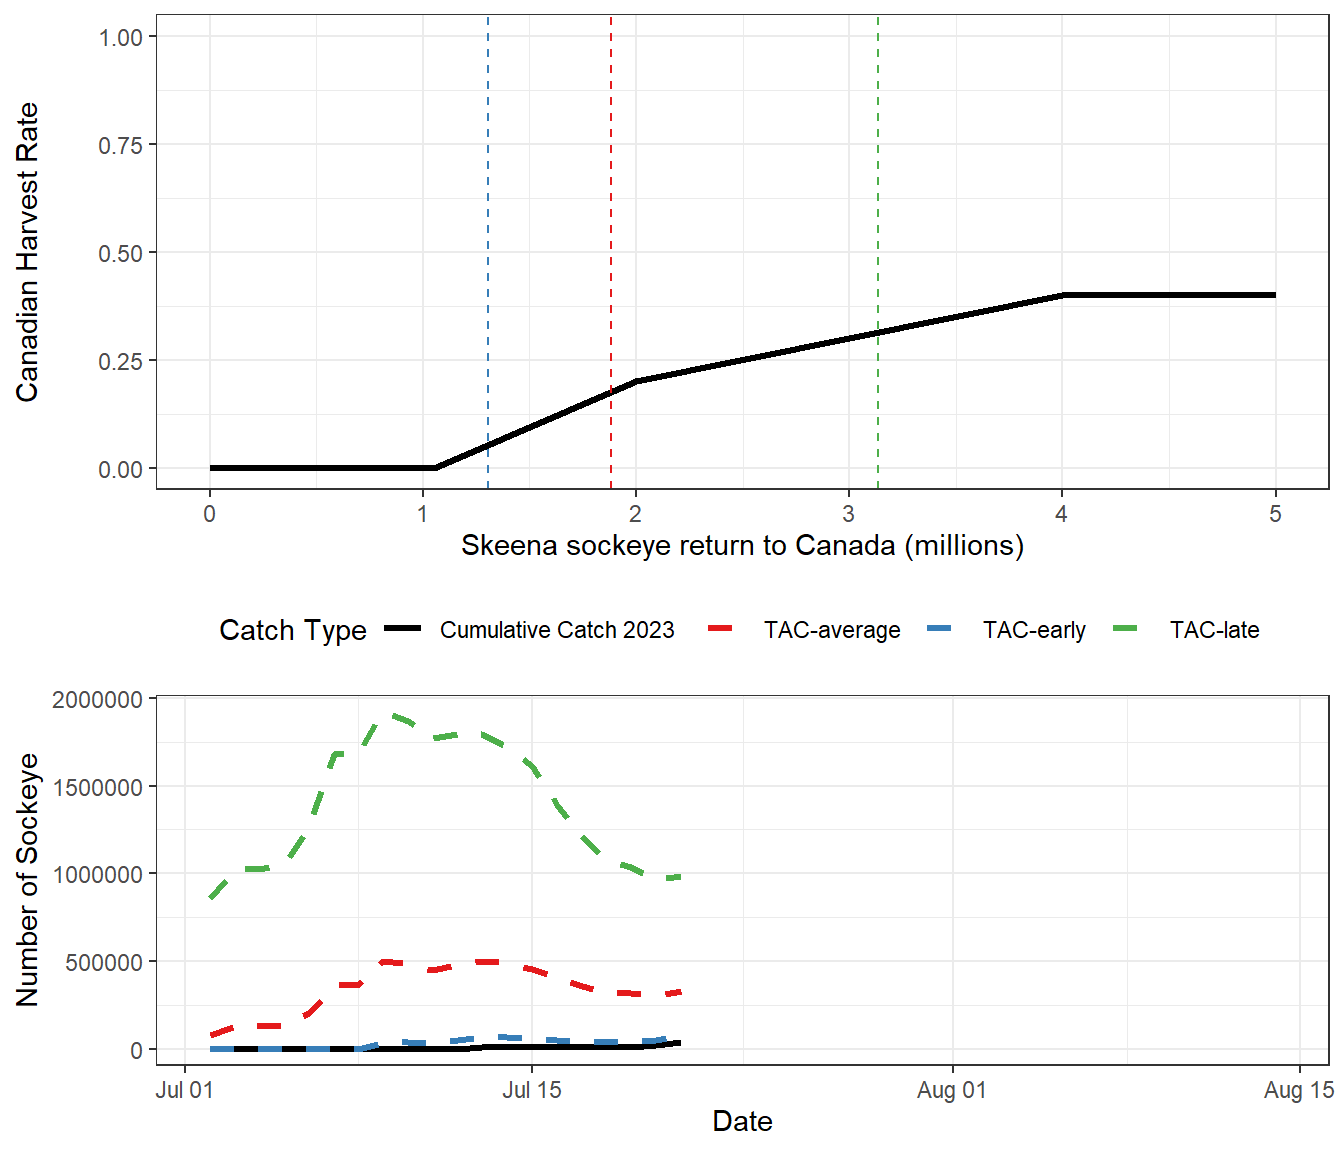 1.00
0.75
0.50
0.25
0.00
Canadian Harvest Rate
0 1 2 3 4 5
Skeena sockeye return to Canada (millions)
Catch Type Cumulative Catch 2023 TAC-average TAC-early TAC-late
2000000
1500000
1000000
500000
0
Number of Sockeye
Jul 01 Jul 15 Aug 01 Aug 15
Date